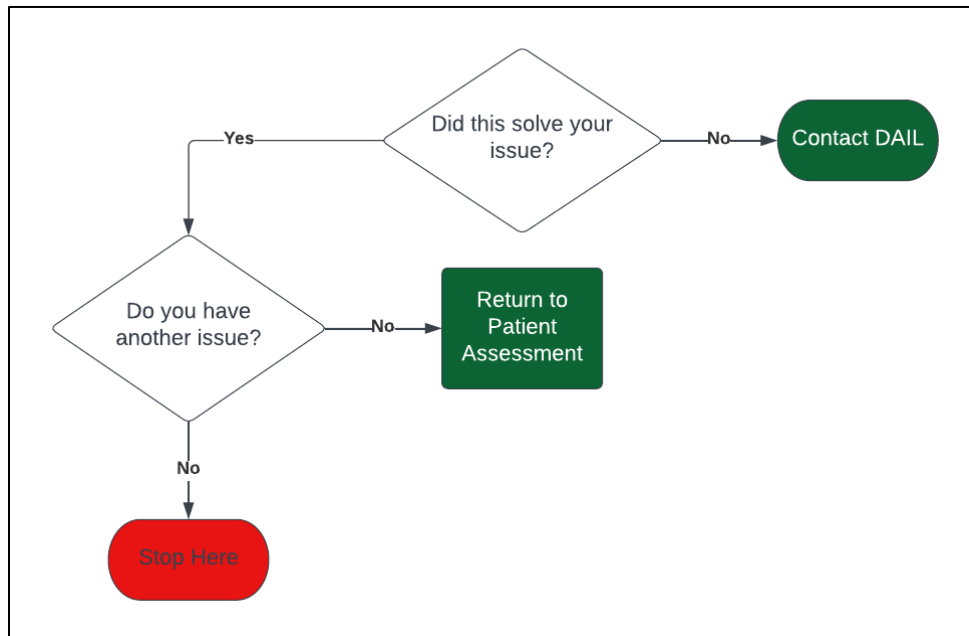 Did this solve your
issue?
Yes
No
Contact DAIL
Do you have
another issue?
No
Return to
Patient
Assessment
No
Stop Here